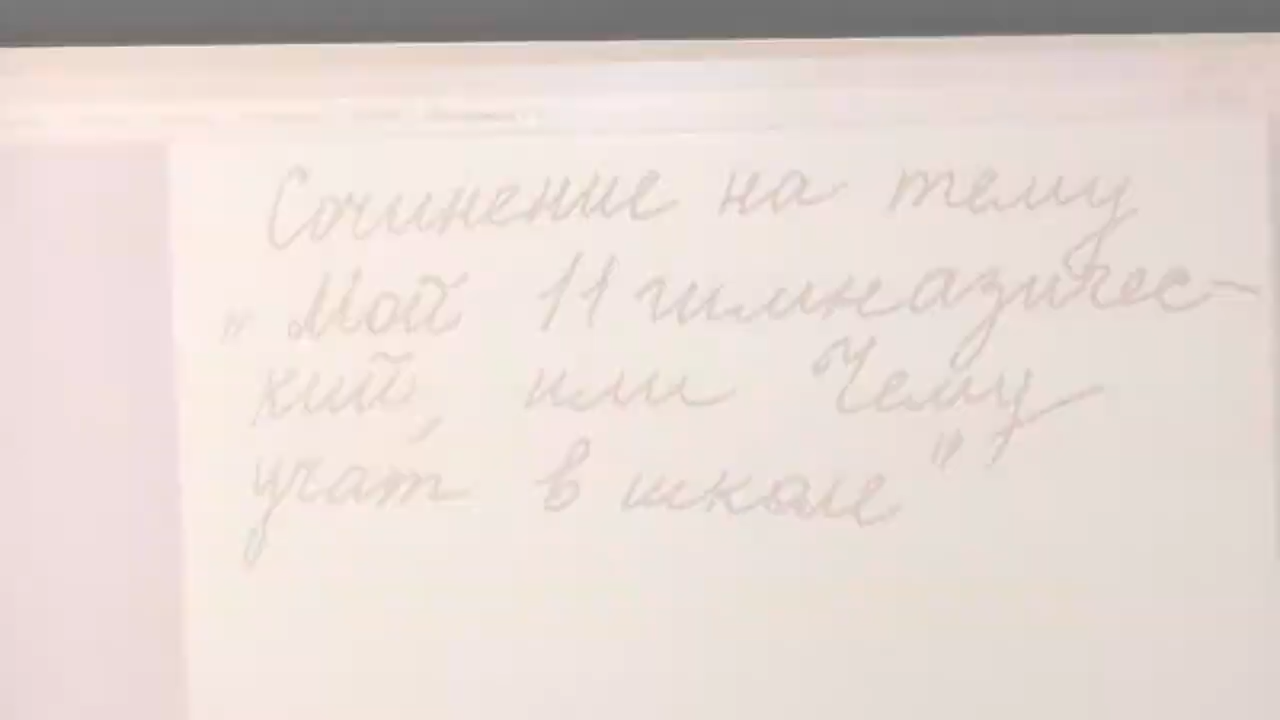 Сочинение на тему
„Мой 11 гимназичес-
кий, или Чему
учат в школе"